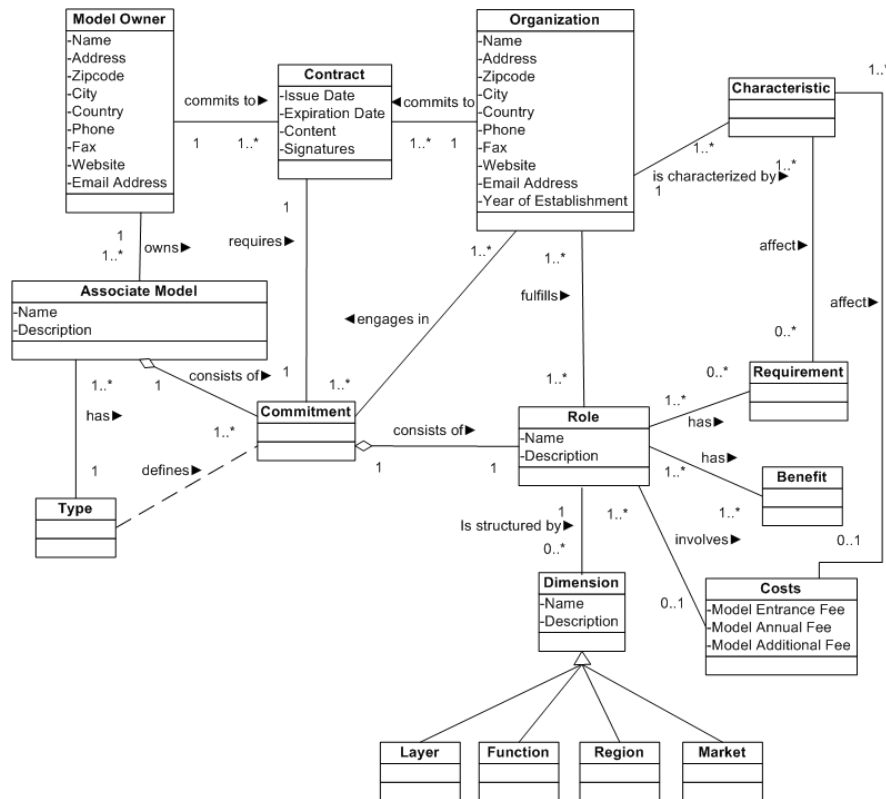 Model Owner
-Name
-Address
-Zipcode
-City
-Country
-Phone
-Fax
-Website
-Email Address
Contract
-Issue Date
-Expiration Date
-Content
-Signatures
Organization
-Name
-Address
-Zipcode
-City
-Country
-Phone
-Fax
-Website
-Email Address
-Year of Establishment
Characteristic
commits to►
1
1..*
◄commits to
1..*
1
1..*
1..*
is characterized by►
1
1..*
1
1..*
owns►
1
requires►
1
1..*
◄engages in
1..*
1..*
fulfills►
1..*
affect►
0..*
affect►
0..1
Associate Model
-Name
-Description
1
consists of►
1..*
1..*
has►
1
Type
defines►
Commitment
consists of►
1
1
Role
-Name
-Description
0..*
1..*
has►
Requirement
has►
1..*
1..*
Benefit
1
Is structured by►
0..*
1..*
involves►
0..1
Dimension
-Name
-Description
Costs
-Model Entrance Fee
-Model Annual Fee
-Model Additional Fee
Layer
Function
Region
Market